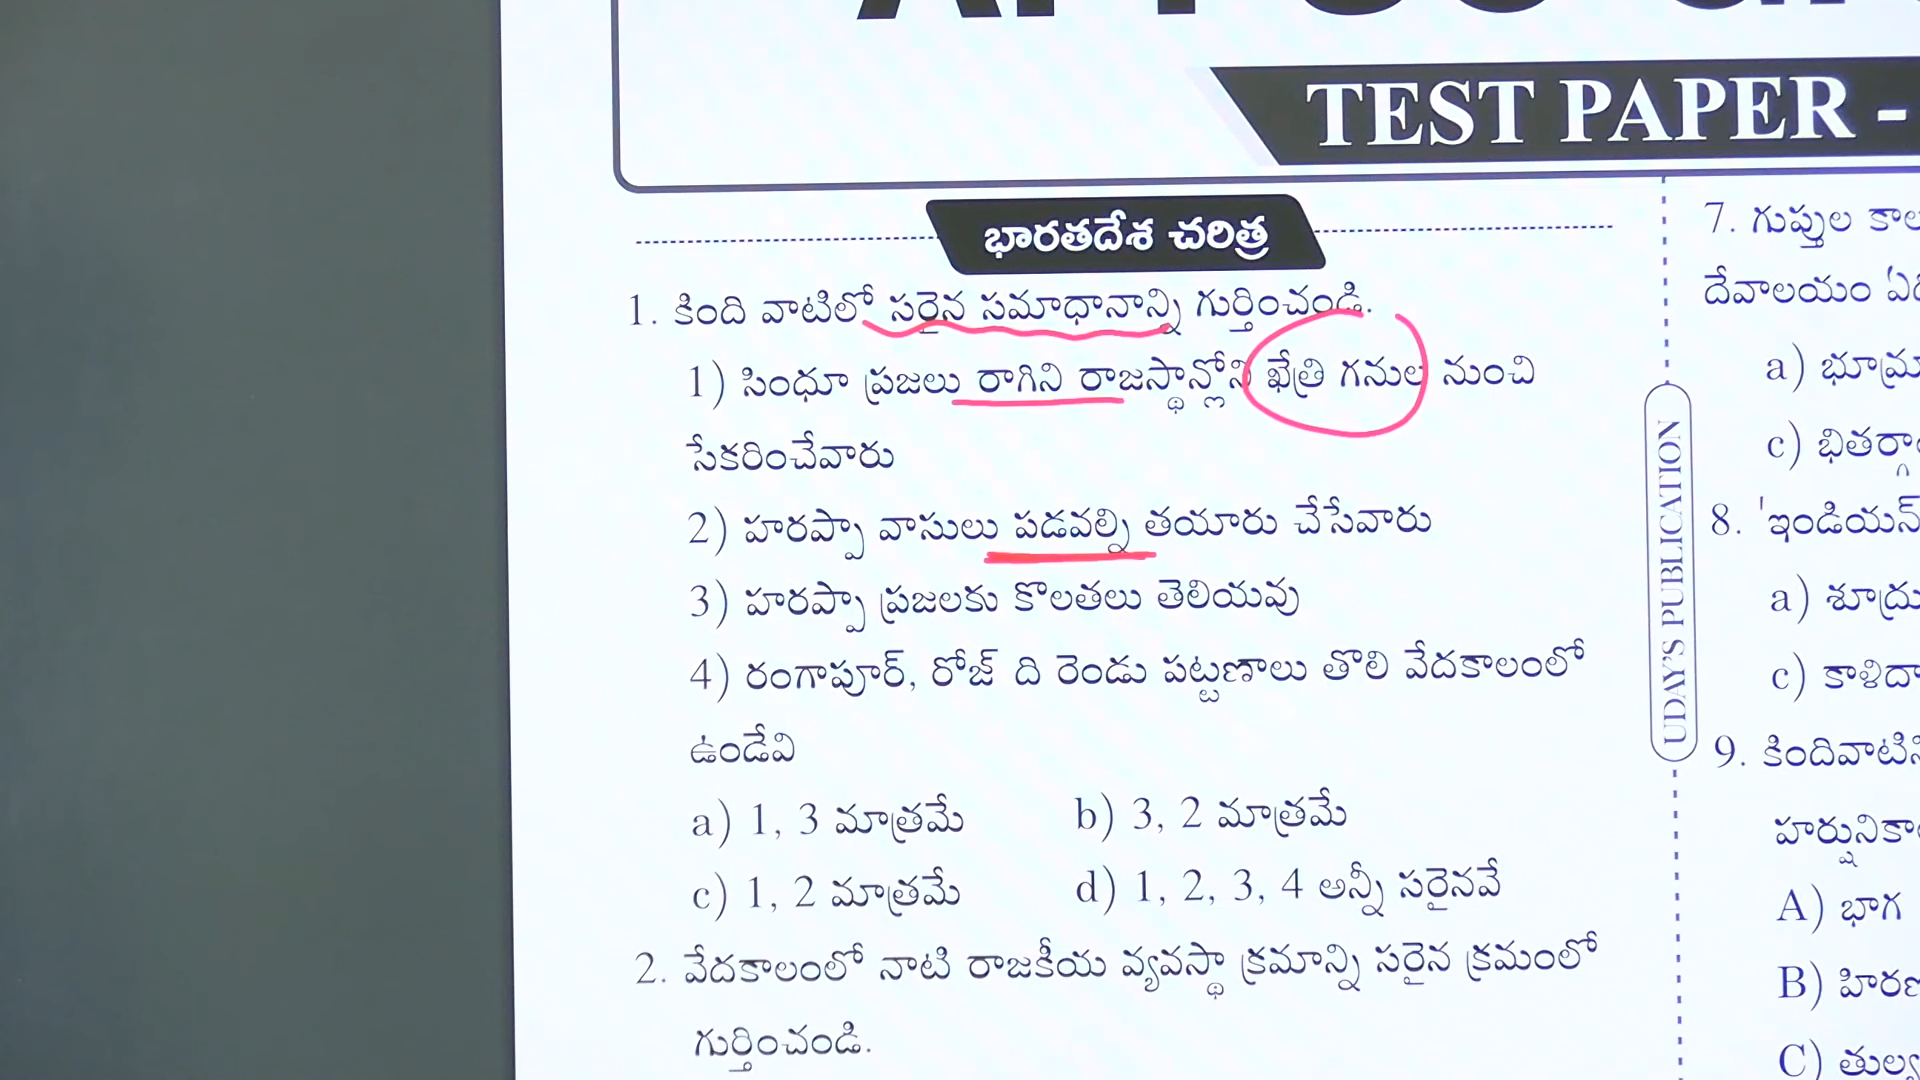 TEST PAPER -
భారతదేశ చరిత్ర
1. కింది వాటిలో సరైన సమాధానాన్ని గుర్తించండి.
1) సింధూ ప్రజలు రాగిని రాజస్థాన్లోని ఖేత్రి గనుల నుంచి
సేకరించేవారు
2) హరప్పా వాసులు పడవల్ని తయారు చేసేవారు
3) హరప్పా ప్రజలకు కొలతలు తెలియవు
4) రంగాపూర్, రోజ్ ది రెండు పట్టణాలు తొలి వేదకాలంలో
ఉండేవి
a) 1, 3 మాత్రమే b) 3, 2 మాత్రమే
c) 1, 2 మాత్రమే d) 1, 2, 3, 4 అన్నీ సరైనవే
2. వేదకాలంలో నాటి రాజకీయ వ్యవస్థా క్రమాన్ని సరైన క్రమంలో
గుర్తించండి.
UDAY'S PUBLICATION
7. గుప్తుల
దేవాలయం
a)
c)
8. 'ఇండియన్
a)
c)
9.
A) భాగ
B)
C)